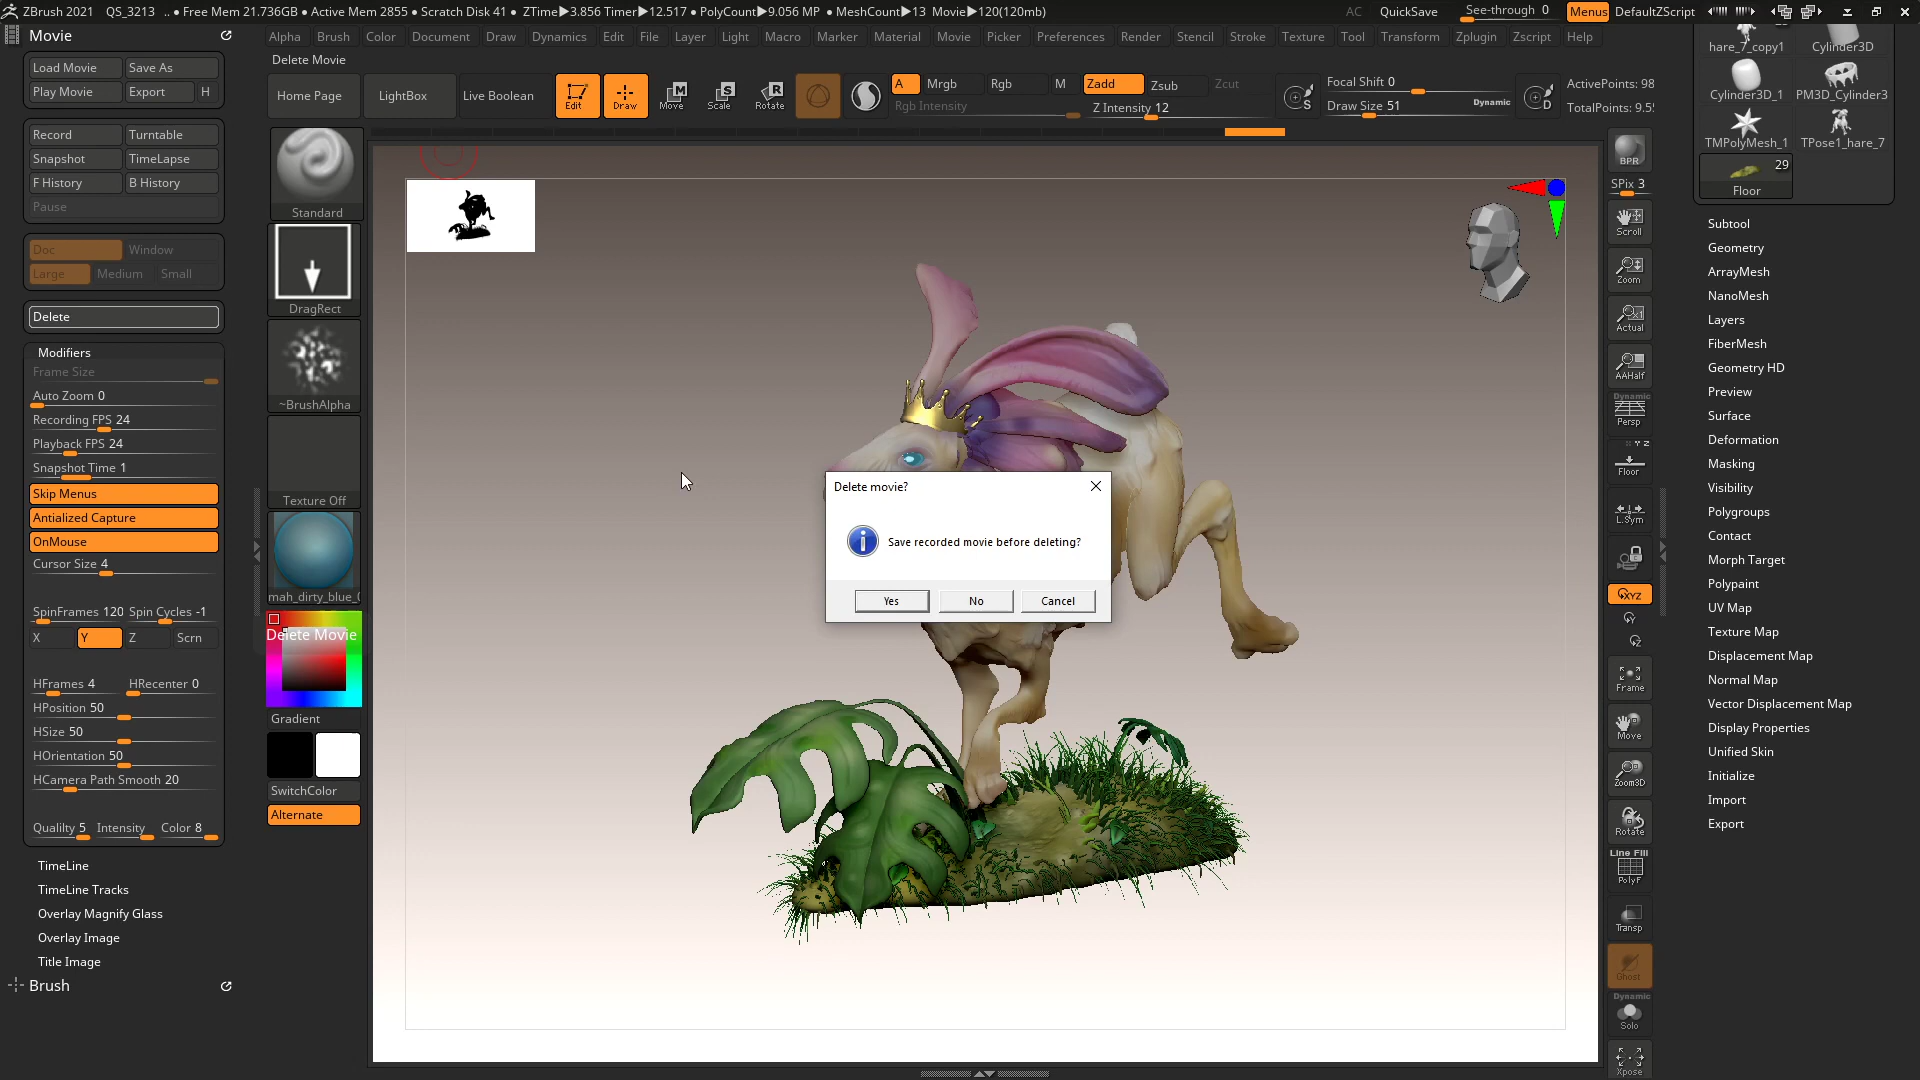 ZBrush 2021 QS_3213 .. • Free Mem 21.736GB • Active Mem 2855 • Scratch Disk 41 • ZTime▶3.856 Timer▶12.517 • PolyCount▶9.056 MP • MeshCount▶13 Movie▶120(120mb) AC QuickSave See-through 0 Menus DefaultZScript
Movie
Alpha Brush Color Document Draw Dynamics Edit File Layer Light Macro Marker Material Movie Picker Preferences Render Stencil Stroke Texture Tool Transform Zplugin Zscript Help
Delete Movie
Load Movie Save As
Play Movie Export H
Home Page LightBox Live Boolean Edit Draw Move Scale Rotate
A Mrgb Rgb M Zadd Zsub Zcut
Rgb Intensity Z Intensity 12
Focal Shift 0
Draw Size 51 Dynamic
S
D
ActivePoints: 98
TotalPoints: 9.5
Record Turntable
Snapshot TimeLapse
F History B History
Pause
Doc Window
Large Medium Small
Delete
Modifiers
Frame Size
Auto Zoom 0
Recording FPS 24
Playback FPS 24
Snapshot Time 1
Skip Menus
Antialized Capture
OnMouse
Cursor Size 4
SpinFrames 120 Spin Cycles -1
X Y Z Scrn
HFrames 4 HRecenter 0
HPosition 50
HSize 50
HOrientation 50
HCamera Path Smooth 20
Qualilty 5 Intensity Color 8
TimeLine
TimeLine Tracks
Overlay Magnify Glass
Overlay Image
Title Image
Brush
Standard
DragRect
~BrushAlpha
Texture Off
mah_dirty_blue_
Delete Movie
Gradient
SwitchColor
Alternate
Delete movie?
Save recorded movie before deleting?
Yes No Cancel
BPR
SPix 3
Scroll
Zoom
Actual
AAHalf
Dynamic
Persp
Floor
L.Sym
XYZ
Frame
Move
Zoom3D
Rotate
Line Fill
PolyF
Transp
Ghost
Dynamic
Solo
Xpose
hare_7_copy1 Cylinder3D
Cylinder3D_1 PM3D_Cylinder3
TMPolyMesh_1 TPose1_hare_7
29
Floor
Subtool
Geometry
ArrayMesh
NanoMesh
Layers
FiberMesh
Geometry HD
Preview
Surface
Deformation
Masking
Visibility
Polygroups
Contact
Morph Target
Polypaint
UV Map
Texture Map
Displacement Map
Normal Map
Vector Displacement Map
Display Properties
Unified Skin
Initialize
Import
Export